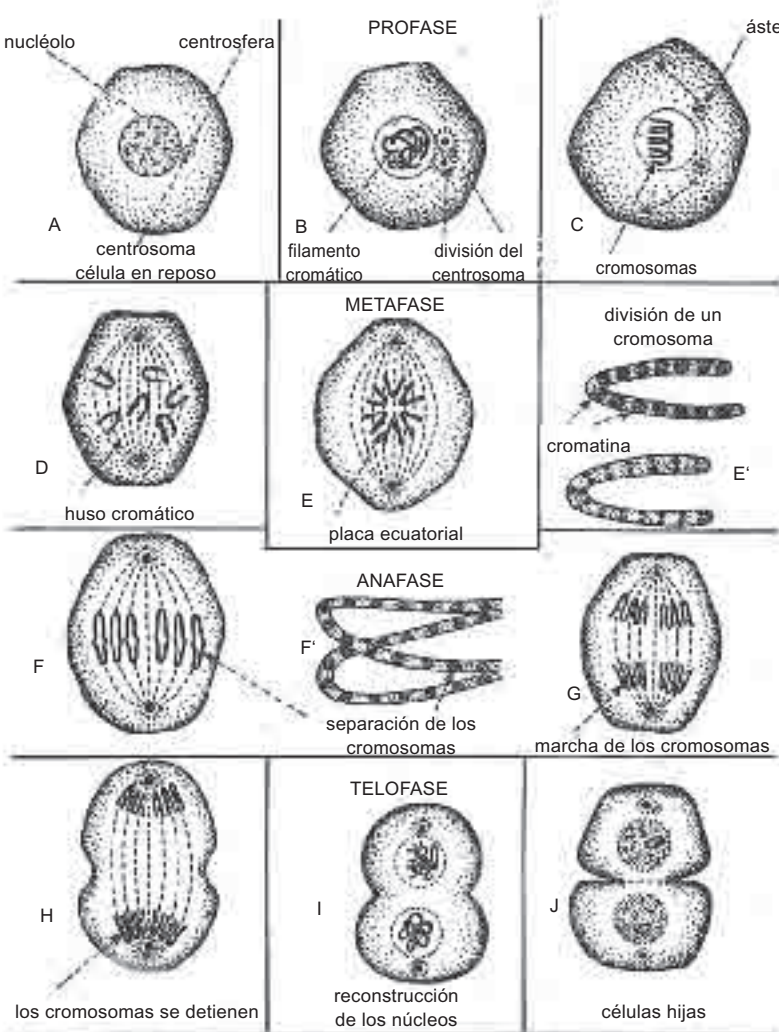 PROFASE
nucléolo
centrosfera
A
centrosoma
célula en reposo
B
filamento
cromático
división del
centrosoma
áste
C
cromosomas
METAFASE
D
huso cromático
E
placa ecuatorial
división de un
cromosoma
cromatina
E‘
ANAFASE
F
F‘
separación de los
cromosomas
G
marcha de los cromosomas
TELOFASE
H
los cromosomas se detienen
I
reconstrucción
de los núcleos
J
células hijas